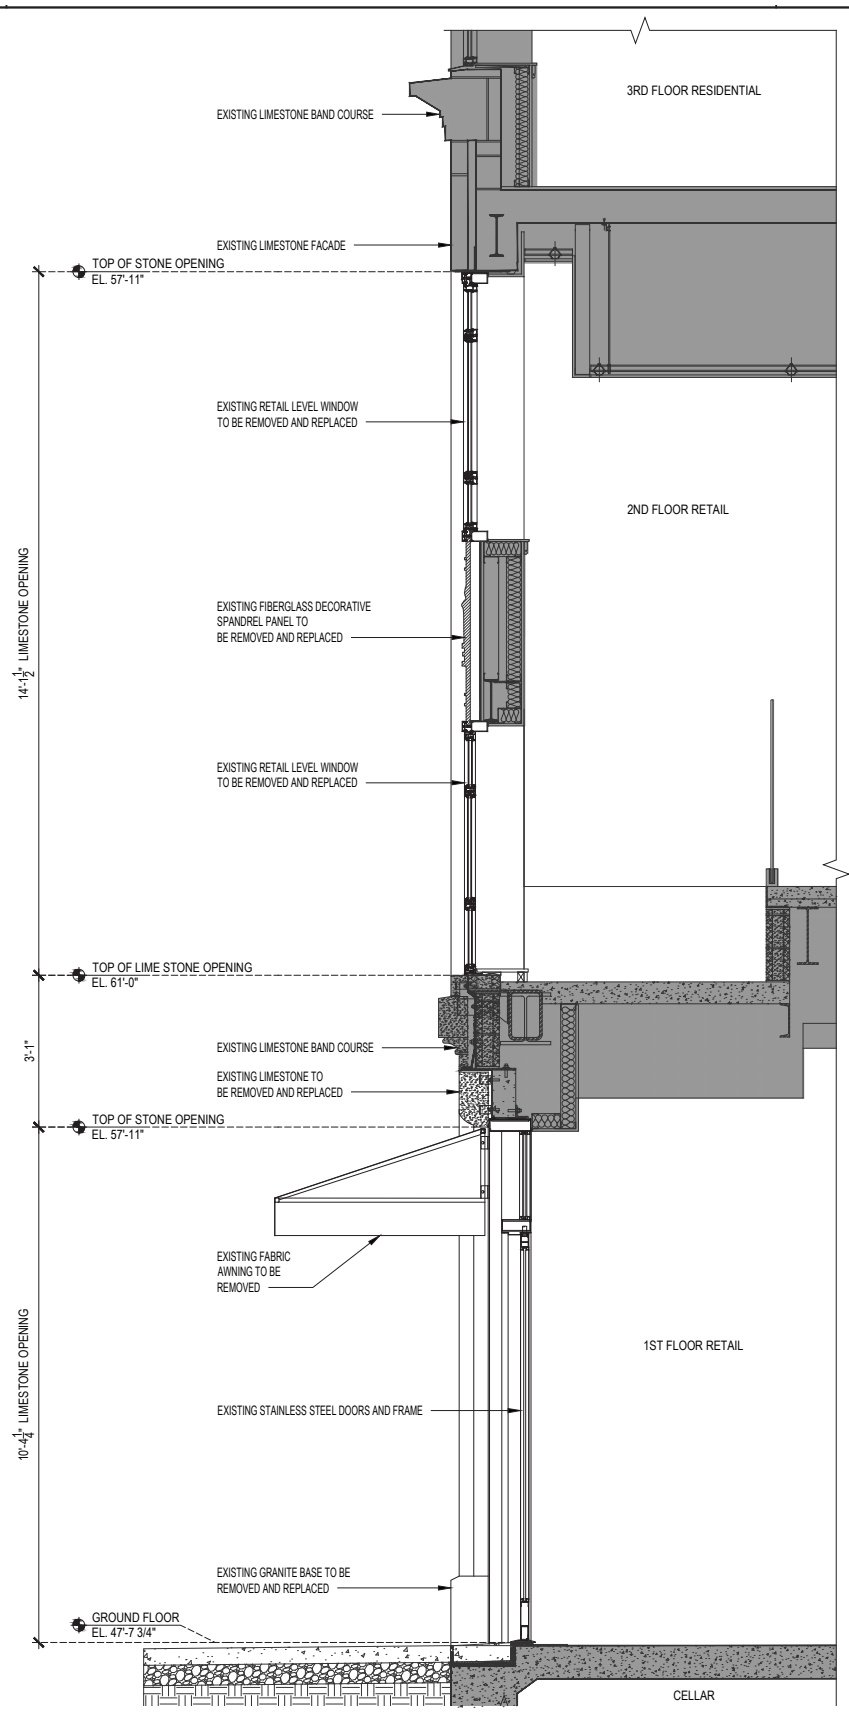 3RD FLOOR RESIDENTIAL
EXISTING LIMESTONE BAND COURSE
EXISTING LIMESTONE FACADE
TOP OF STONE OPENING
EL. 57'-11"
EXISTING RETAIL LEVEL WINDOW
TO BE REMOVED AND REPLACED
2ND FLOOR RETAIL
14'-1 1/2" LIMESTONE OPENING
EXISTING FIBERGLASS DECORATIVE
SPANDREL PANEL TO
BE REMOVED AND REPLACED
EXISTING RETAIL LEVEL WINDOW
TO BE REMOVED AND REPLACED
TOP OF LIME STONE OPENING
EL. 61'-0"
3'-1"
EXISTING LIMESTONE BAND COURSE
EXISTING LIMESTONE TO
BE REMOVED AND REPLACED
TOP OF STONE OPENING
EL. 57'-11"
EXISTING FABRIC
AWNING TO BE
REMOVED
1ST FLOOR RETAIL
10'-4 1/4" LIMESTONE OPENING
EXISTING STAINLESS STEEL DOORS AND FRAME
EXISTING GRANITE BASE TO BE
REMOVED AND REPLACED
GROUND FLOOR
EL. 47'-7 3/4"
CELLAR